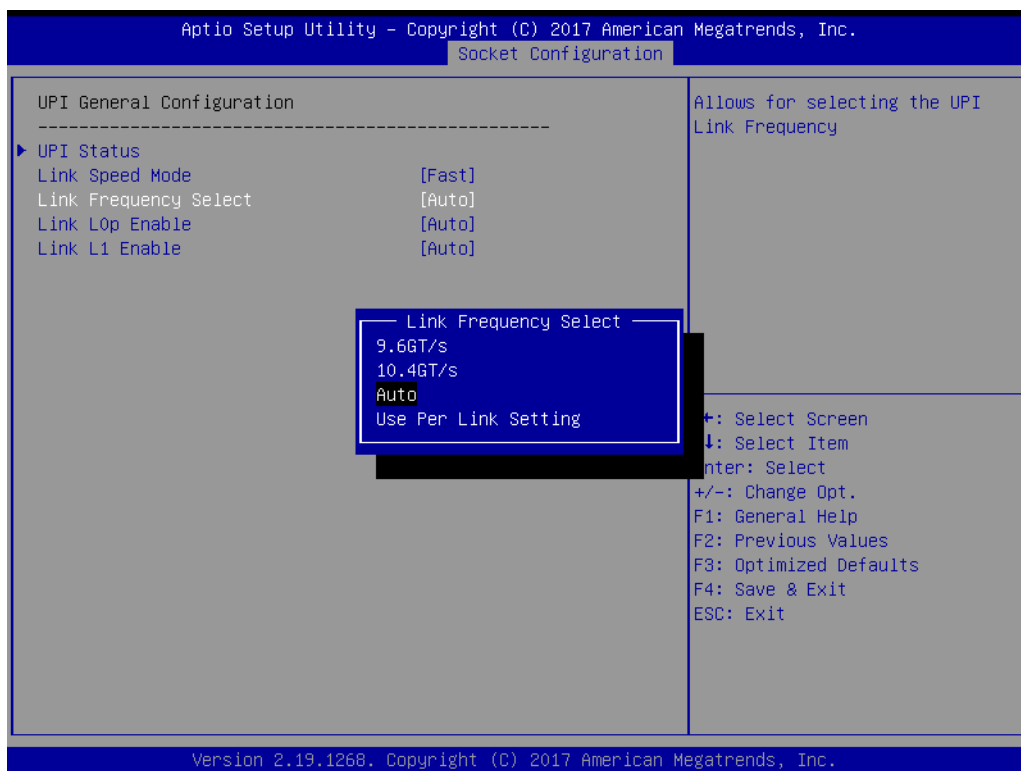 Aptio Setup Utility – Copyright (C) 2017 American Megatrends, Inc.
Socket Configuration
UPI General Configuration
--------------------------------------------------
UPI Status
Link Speed Mode [Fast]
Link Frequency Select [Auto]
Link L0p Enable [Auto]
Link L1 Enable [Auto]
Link Frequency Select
9.6GT/s
10.4GT/s
Auto
Use Per Link Setting
Allows for selecting the UPI
Link Frequency
: Select Screen
: Select Item
nter: Select
+/-: Change Opt.
F1: General Help
F2: Previous Values
F3: Optimized Defaults
F4: Save & Exit
ESC: Exit
Version 2.19.1268. Copyright (C) 2017 American Megatrends, Inc.